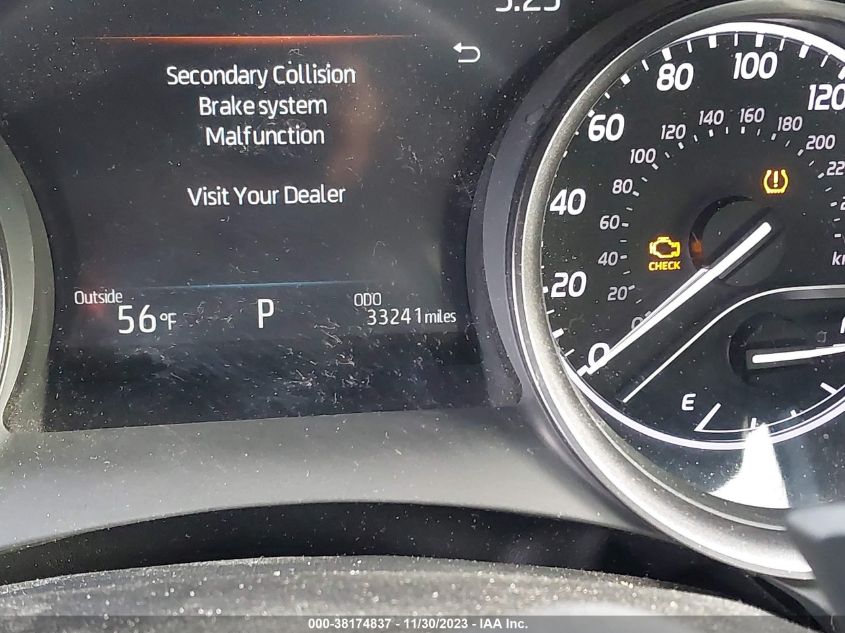 Secondary Collision
Brake system
Malfunction
Visit Your Dealer
Outside
56°F
P
ODO
33241 miles
0
20
40
60
80
100
120
20
40
60
80
100
120
140
160
180
200
CHECK
E
000-38174837 - 11/30/2023 - IAA Inc.